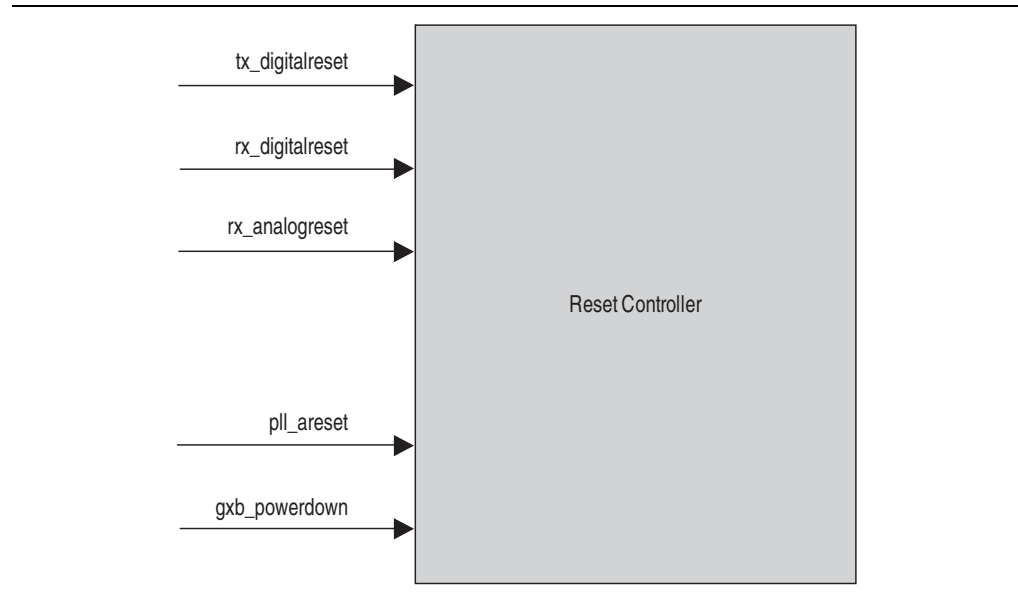 tx_digitalreset
rx_digitalreset
rx_analogreset
Reset Controller
pll_areset
gxb_powerdown